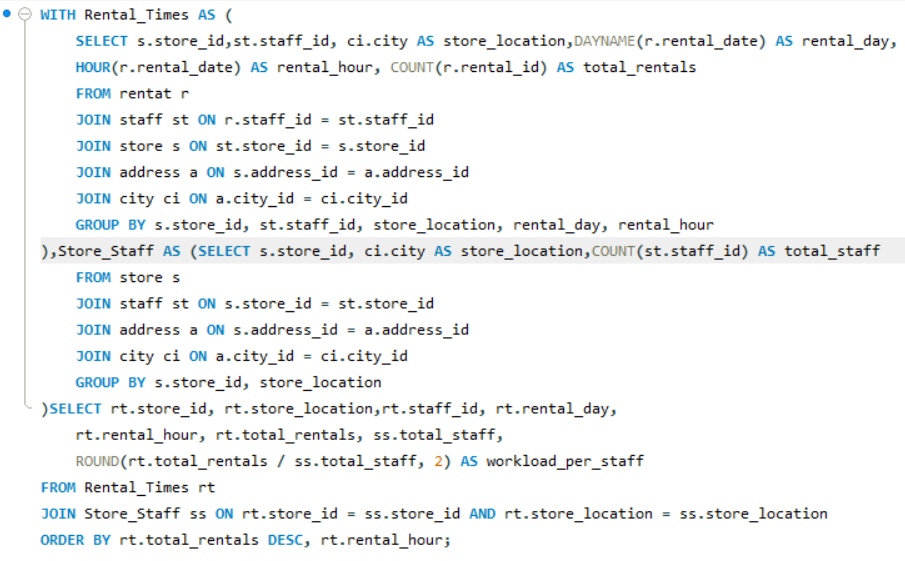 WITH Rental_Times AS (
SELECT s.store_id,st.staff_id, ci.city AS store_location,DAYNAME(r.rental_date) AS rental_day,
HOUR(r.rental_date) AS rental_hour, COUNT(r.rental_id) AS total_rentals
FROM rentat r
JOIN staff st ON r.staff_id = st.staff_id
JOIN store s ON st.store_id = s.store_id
JOIN address a ON s.address_id = a.address_id
JOIN city ci ON a.city_id = ci.city_id
GROUP BY s.store_id, st.staff_id, store_location, rental_day, rental_hour
),Store_Staff AS (SELECT s.store_id, ci.city AS store_location,COUNT(st.staff_id) AS total_staff
FROM store s
JOIN staff st ON s.store_id = st.store_id
JOIN address a ON s.address_id = a.address_id
JOIN city ci ON a.city_id = ci.city_id
GROUP BY s.store_id, store_location
)SELECT rt.store_id, rt.store_location,rt.staff_id, rt.rental_day,
rt.rental_hour, rt.total_rentals, ss.total_staff,
ROUND(rt.total_rentals / ss.total_staff, 2) AS workload_per_staff
FROM Rental_Times rt
JOIN Store_Staff ss ON rt.store_id = ss.store_id AND rt.store_location = ss.store_location
ORDER BY rt.total_rentals DESC, rt.rental_hour;